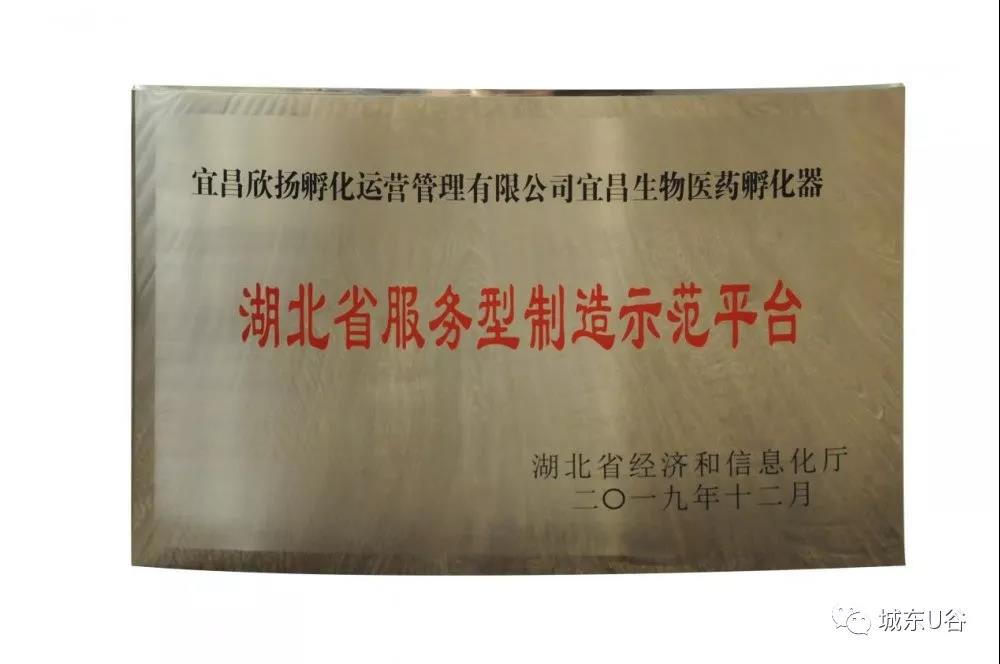 宜昌欣扬孵化运营管理有限公司宜昌生物医药孵化器
湖北省服务型制造示范平台
湖北省经济和信息化厅
二〇一九年十二月
城东U谷